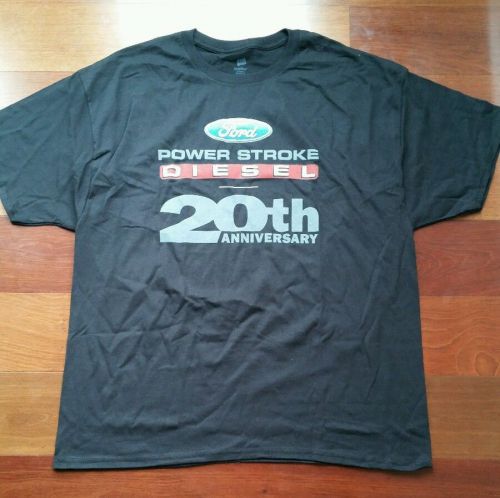 Ford
POWER STROKE
DIESEL
20th
ANNIVERSARY